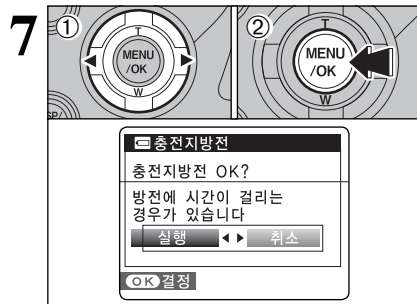 7
① T MENU /OK W SP/
② T MENU /OK W
충전지방전
충전지방전 OK?
방전에 시간이 걸리는
경우가 있습니다
실행 ◀ ▶ 취소
OK 결정